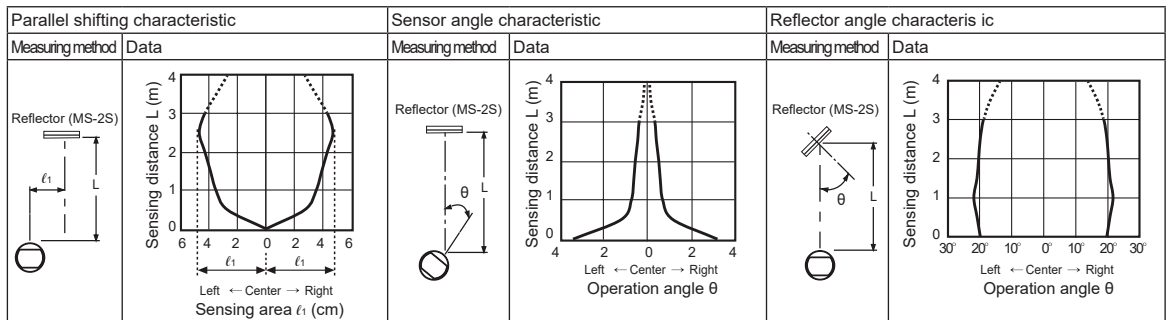 Parallel shifting characteristic
Measuring method Data
Reflector (MS-2S)
ℓ1
L
Sensing distance L (m)
4
3
2
1
0
6 4 2 0 2 4 6
ℓ1 ℓ1
Left ← Center → Right
Sensing area ℓ1 (cm)
Sensor angle characteristic
Measuring method Data
Reflector (MS-2S)
θ
L
Sensing distance L (m)
4
3
2
1
0
4 2 0 2 4
Left ← Center → Right
Operation angle θ
Reflector angle characteris ic
Measuring method Data
Reflector (MS-2S)
θ
L
Sensing distance L (m)
4
3
2
1
0
30° 20° 10° 0° 10° 20° 30°
Left ← Center → Right
Operation angle θ